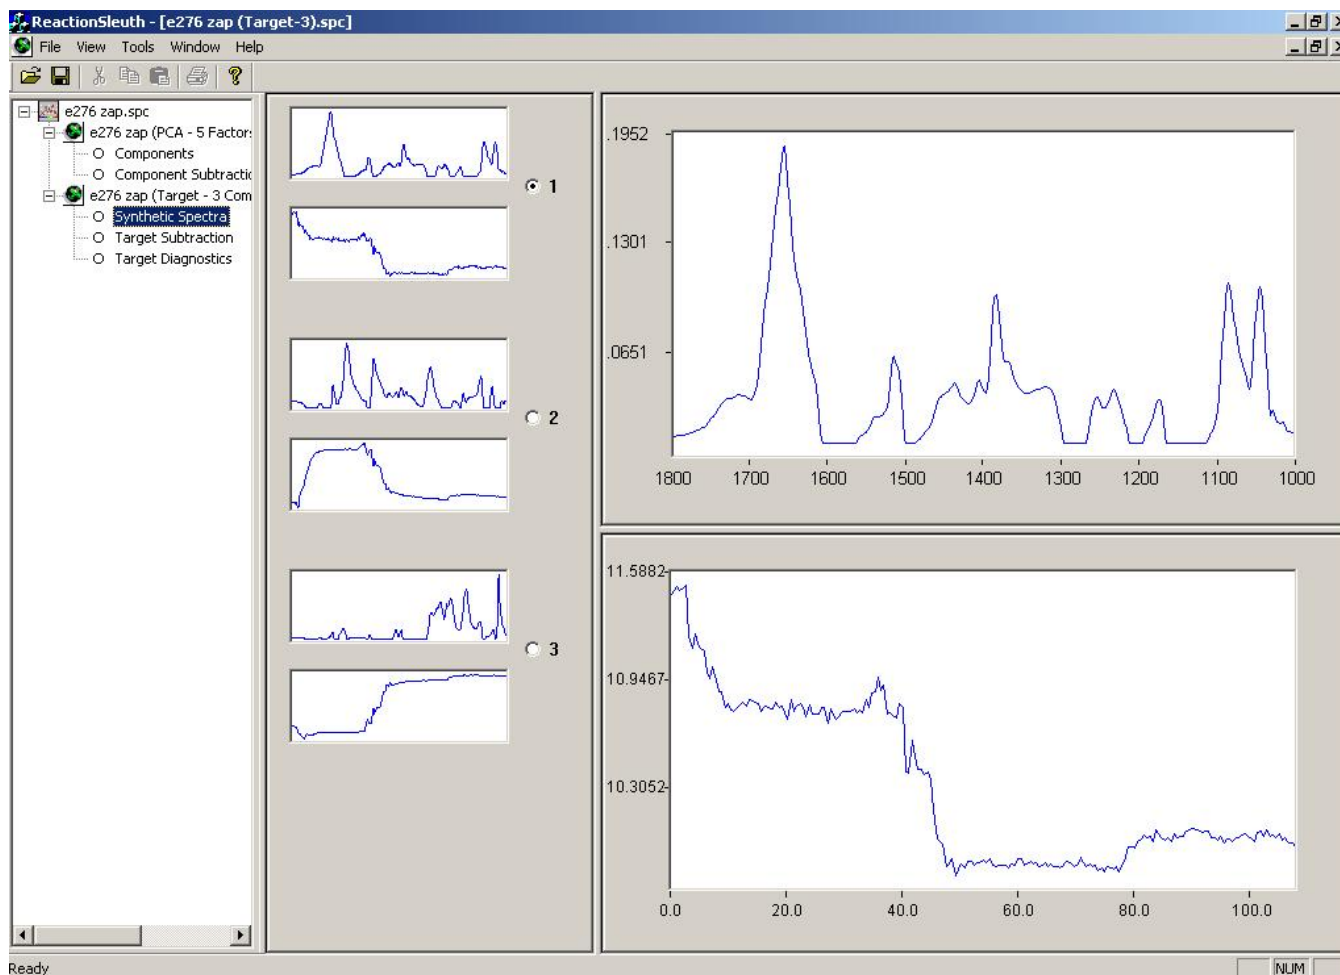 ReactionSleuth - [e276 zap (Target-3).spc]
File View Tools Window Help
e276 zap.spc
e276 zap (PCA - 5 Factors
Components
Component Subtractic
e276 zap (Target - 3 Com
Synthetic Spectra
Target Subtraction
Target Diagnostics
1
2
3
.1952
.1301
.0651
1800 1700 1600 1500 1400 1300 1200 1100 1000
11.5882
10.9467
10.3052
0.0 20.0 40.0 60.0 80.0 100.0
Ready
NUM